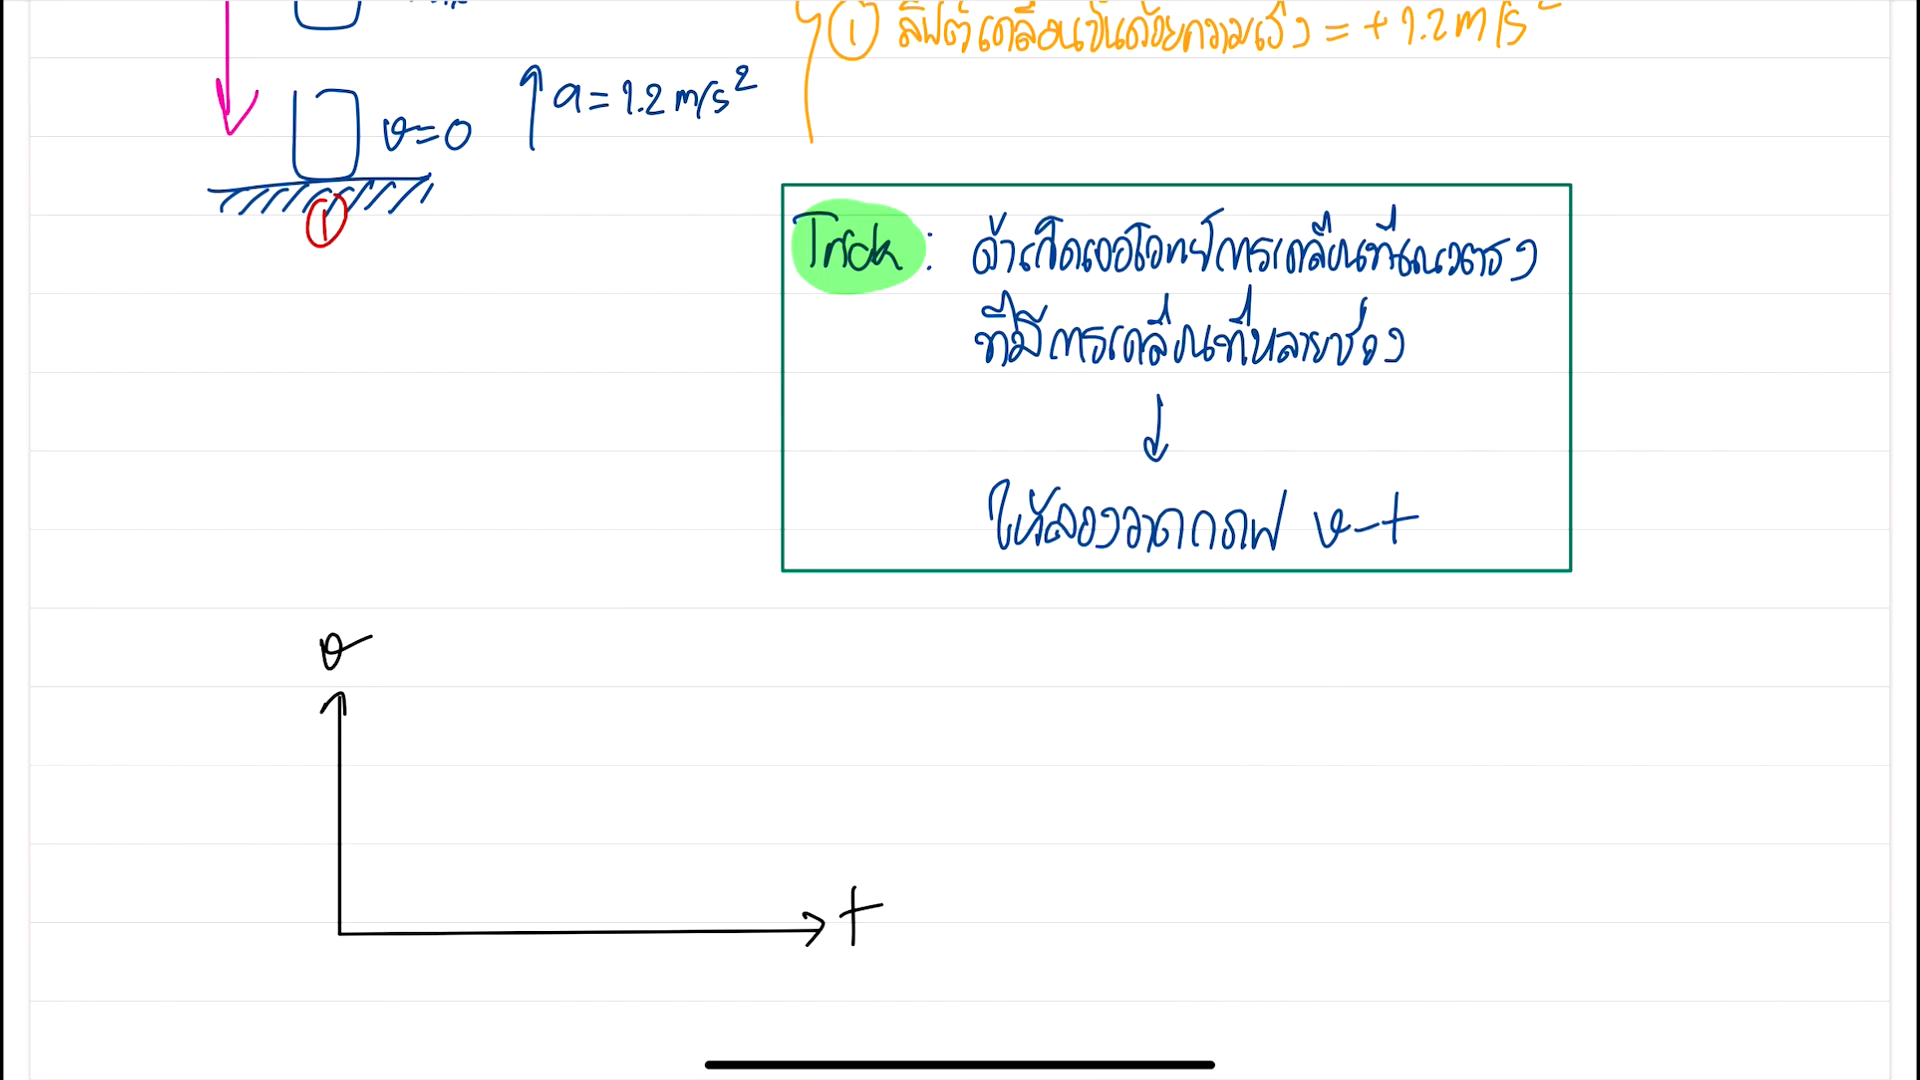 ① ลิฟต์เคลื่อนขึ้นด้วยความเร่ง = + 1.2 m/s²
a = 1.2 m/s²
v = 0
①
Trick : ถ้าเกิดเจอโจทย์การเคลื่อนที่แนวตรง
ที่มีการเคลื่อนที่หลายช่วง
↓
ให้ลองวาดกราฟ v-t
v
t